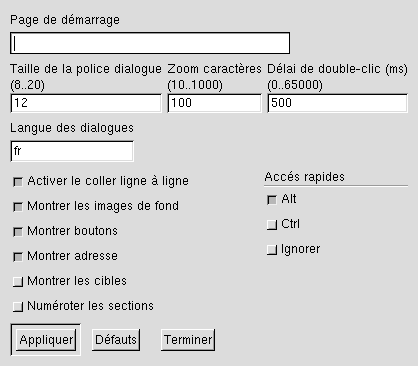 Page de démarrage
Taille de la police dialogue Zoom caractères Délai de double-clic (ms)
(8..20) (10..1000) (0..65000)
12 100 500
Langue des dialogues
fr
Activer le coller ligne à ligne
Montrer les images de fond
Montrer boutons
Montrer adresse
Montrer les cibles
Numéroter les sections
Accés rapides
Alt
Ctrl
Ignorer
Appliquer Défauts Terminer